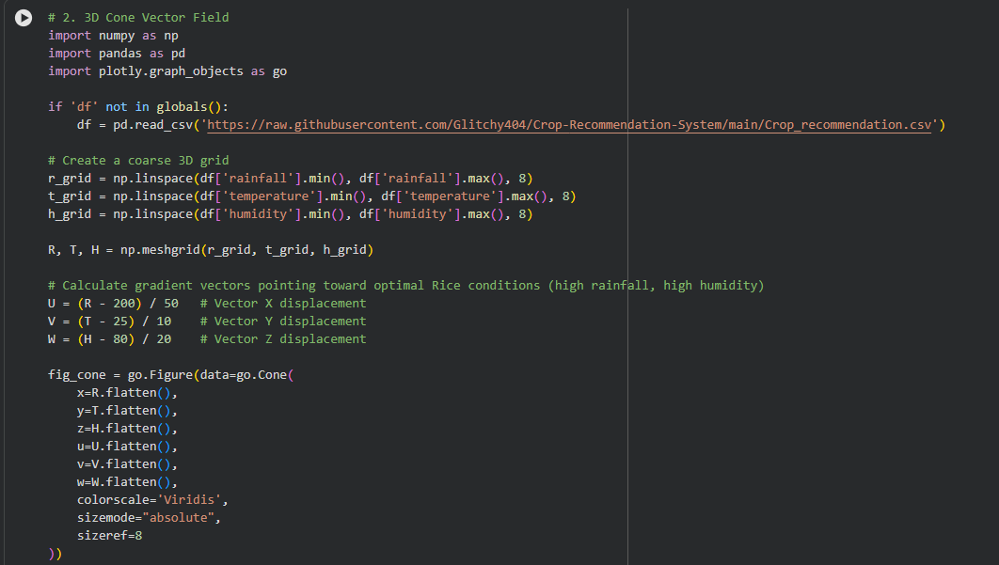 # 2. 3D Cone Vector Field
import numpy as np
import pandas as pd
import plotly.graph_objects as go
if 'df' not in globals():
    df = pd.read_csv('https://raw.githubusercontent.com/Glitchy404/Crop-Recommendation-System/main/Crop_recommendation.csv')
# Create a coarse 3D grid
r_grid = np.linspace(df['rainfall'].min(), df['rainfall'].max(), 8)
t_grid = np.linspace(df['temperature'].min(), df['temperature'].max(), 8)
h_grid = np.linspace(df['humidity'].min(), df['humidity'].max(), 8)
R, T, H = np.meshgrid(r_grid, t_grid, h_grid)
# Calculate gradient vectors pointing toward optimal Rice conditions (high rainfall, high humidity)
U = (R - 200) / 50   # Vector X displacement
V = (T - 25) / 10    # Vector Y displacement
W = (H - 80) / 20    # Vector Z displacement
fig_cone = go.Figure(data=go.Cone(
    x=R.flatten(),
    y=T.flatten(),
    z=H.flatten(),
    u=U.flatten(),
    v=V.flatten(),
    w=W.flatten(),
    colorscale='Viridis',
    sizemode="absolute",
    sizeref=8
))